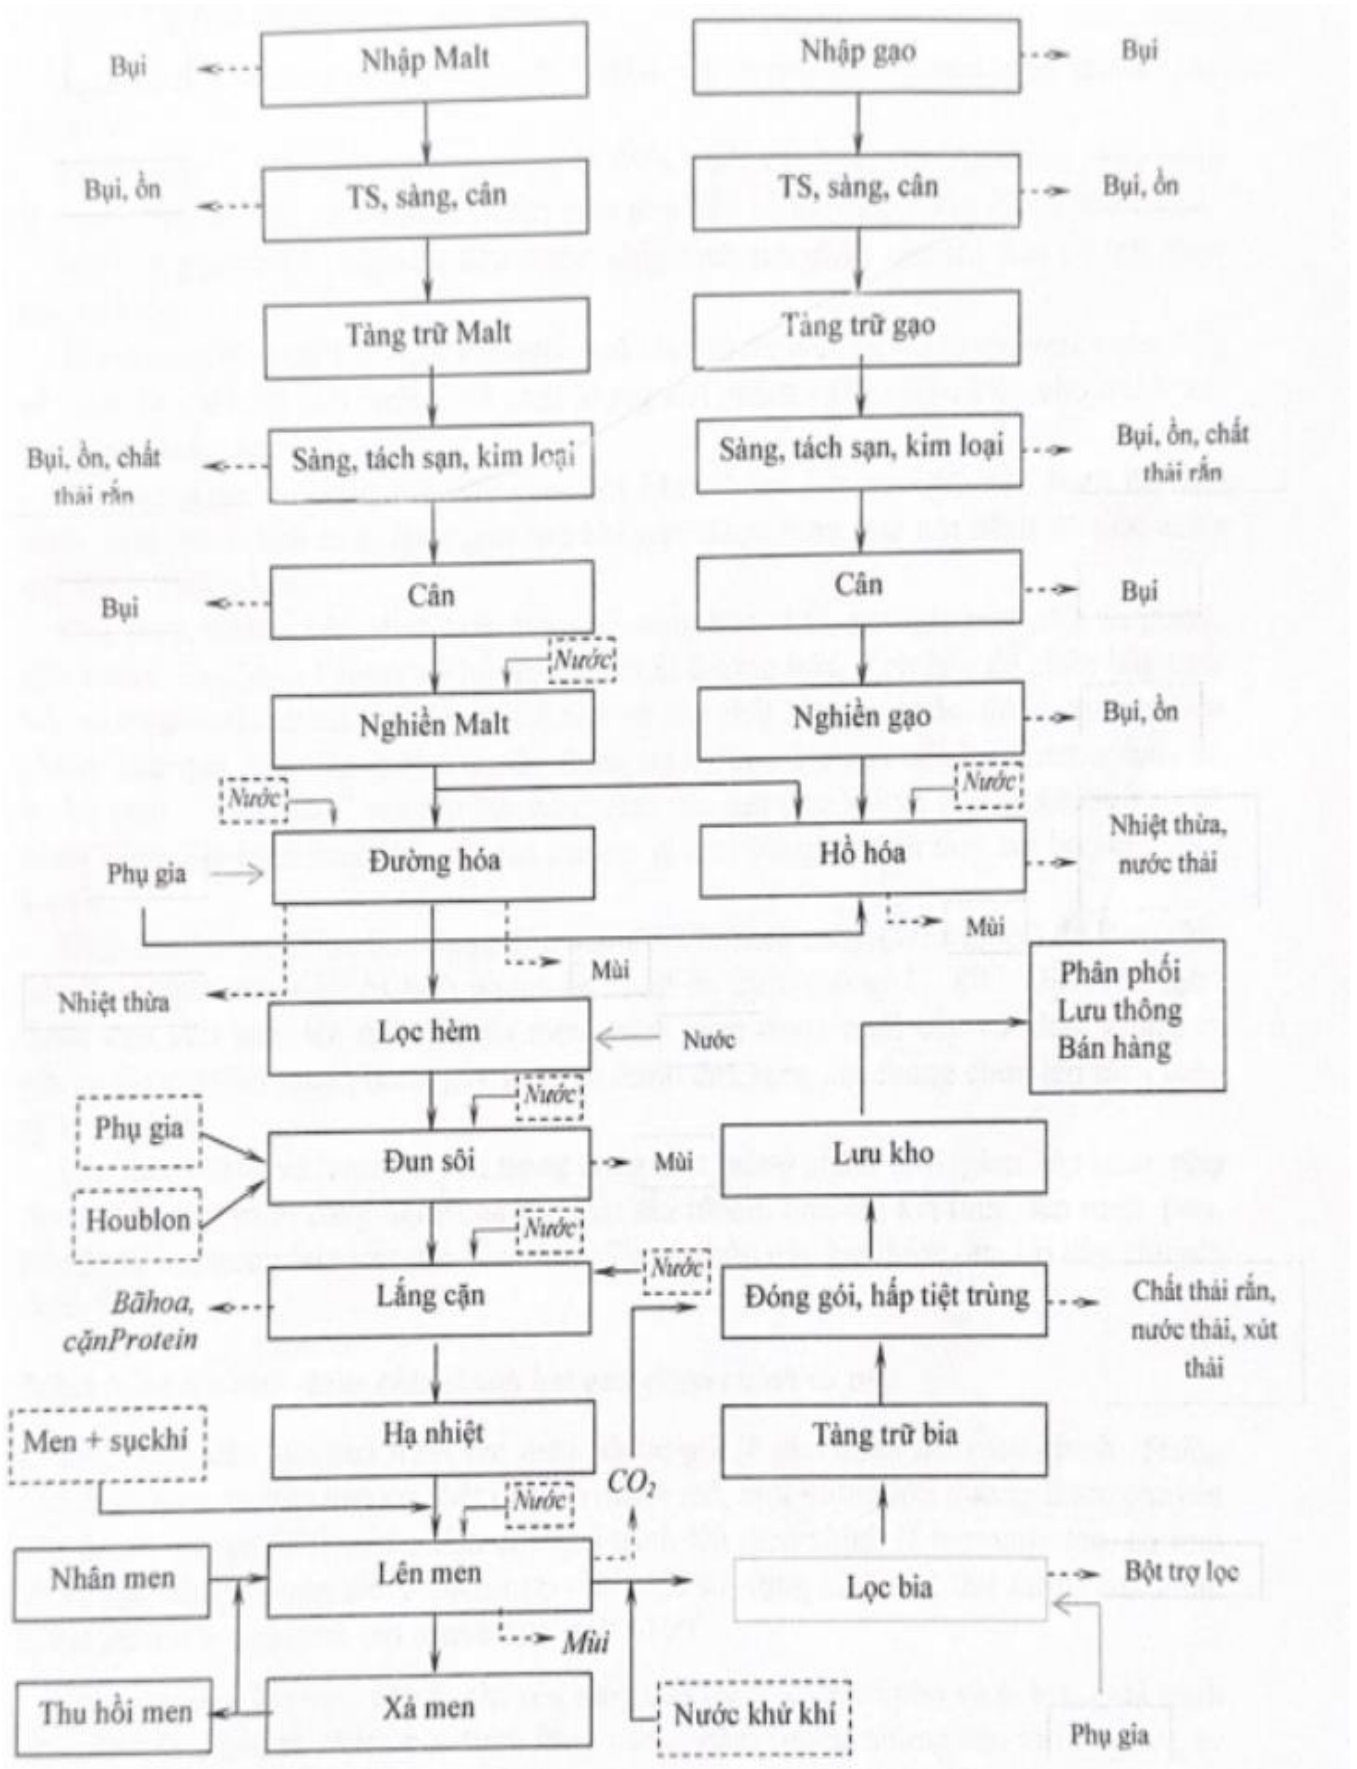 Nhập Malt
Bụi
Nhập gạo
Bụi
TS, sàng, cân
Bụi, ồn
TS, sàng, cân
Bụi, ồn
Tàng trữ Malt
Tàng trữ gạo
Sàng, tách sạn, kim loại
Bụi, ồn, chất
thải rắn
Sàng, tách sạn, kim loại
Bụi, ồn, chất
thải rắn
Cân
Bụi
Cân
Bụi
Nước
Nghiền Malt
Nghiền gạo
Bụi, ồn
Nước
Nước
Đường hóa
Phụ gia
Hồ hóa
Nhiệt thừa,
nước thải
Mùi
Mùi
Nhiệt thừa
Lọc hèm
Nước
Phân phối
Lưu thông
Bán hàng
Nước
Phụ gia
Đun sôi
Mùi
Houblon
Lưu kho
Nước
Nước
Lắng cặn
Bãhoa,
cặnProtein
Đóng gói, hấp tiệt trùng
Chất thải rắn,
nước thải, xút
thải
Hạ nhiệt
Men + sụckhí
Tàng trữ bia
CO2
Nước
Nhân men
Lên men
Lọc bia
Bột trợ lọc
Mùi
Thu hồi men
Xả men
Nước khử khí
Phụ gia